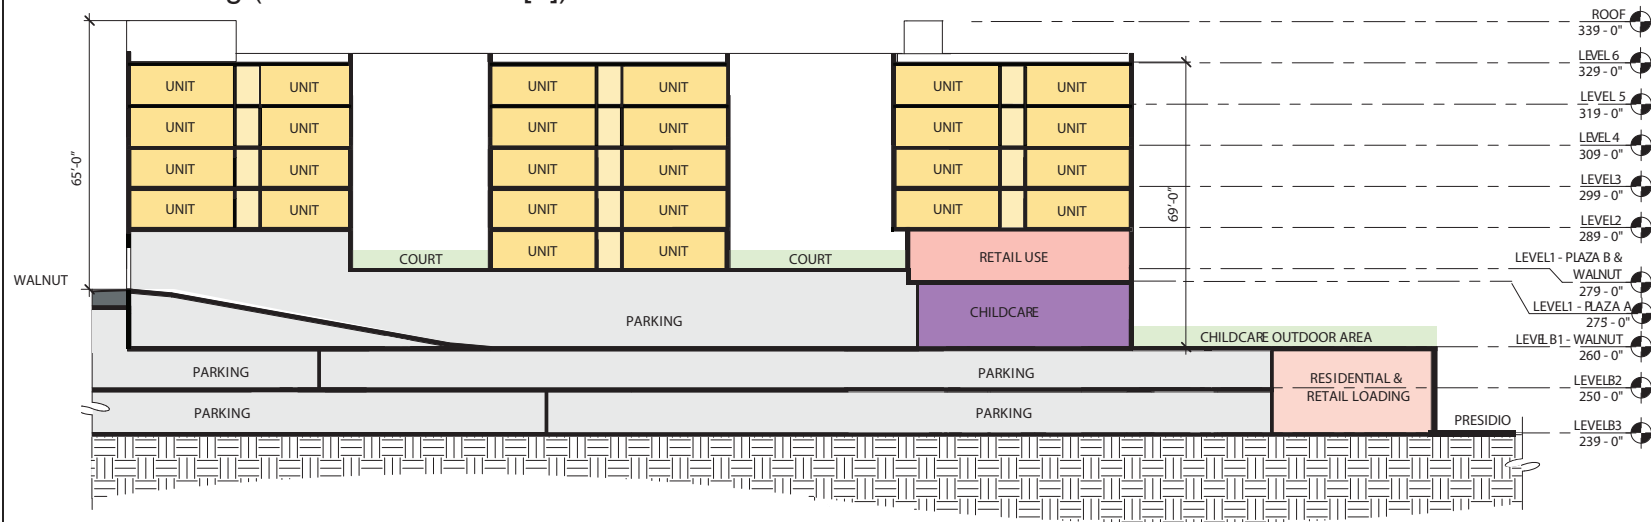 ROOF
339 - 0"
LEVEL 6
329 - 0"
UNIT UNIT UNIT UNIT UNIT UNIT
LEVEL 5
319 - 0"
UNIT UNIT UNIT UNIT UNIT UNIT
LEVEL 4
309 - 0"
65'-0"
UNIT UNIT UNIT UNIT UNIT UNIT
LEVEL3
299 - 0"
69'-0"
UNIT UNIT UNIT UNIT UNIT UNIT
LEVEL2
289 - 0"
COURT UNIT UNIT COURT RETAIL USE
LEVEL1 - PLAZA B &
WALNUT
279 - 0"
WALNUT
LEVEL1 - PLAZA A
275 - 0"
PARKING CHILDCARE
CHILDCARE OUTDOOR AREA
LEVEL B1 - WALNUT
260 - 0"
PARKING PARKING
RESIDENTIAL &
RETAIL LOADING
LEVELB2
250 - 0"
PARKING PARKING
PRESIDIO
LEVELB3
239 - 0"